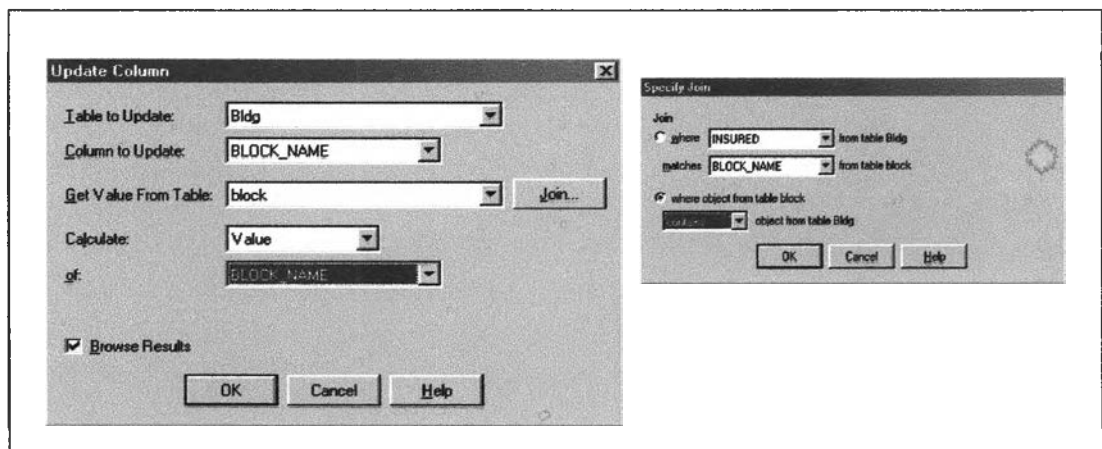 Update Column
Table to Update: Bldg
Column to Update: BLOCK_NAME
Get Value From Table: block Join...
Calculate: Value
of: BLOCK_NAME
Browse Results
OK Cancel Help
Specify Join
Join
where INSURED from table Bldg
matches BLOCK_NAME from table block
where object from table block
contains object from table Bldg
OK Cancel Help